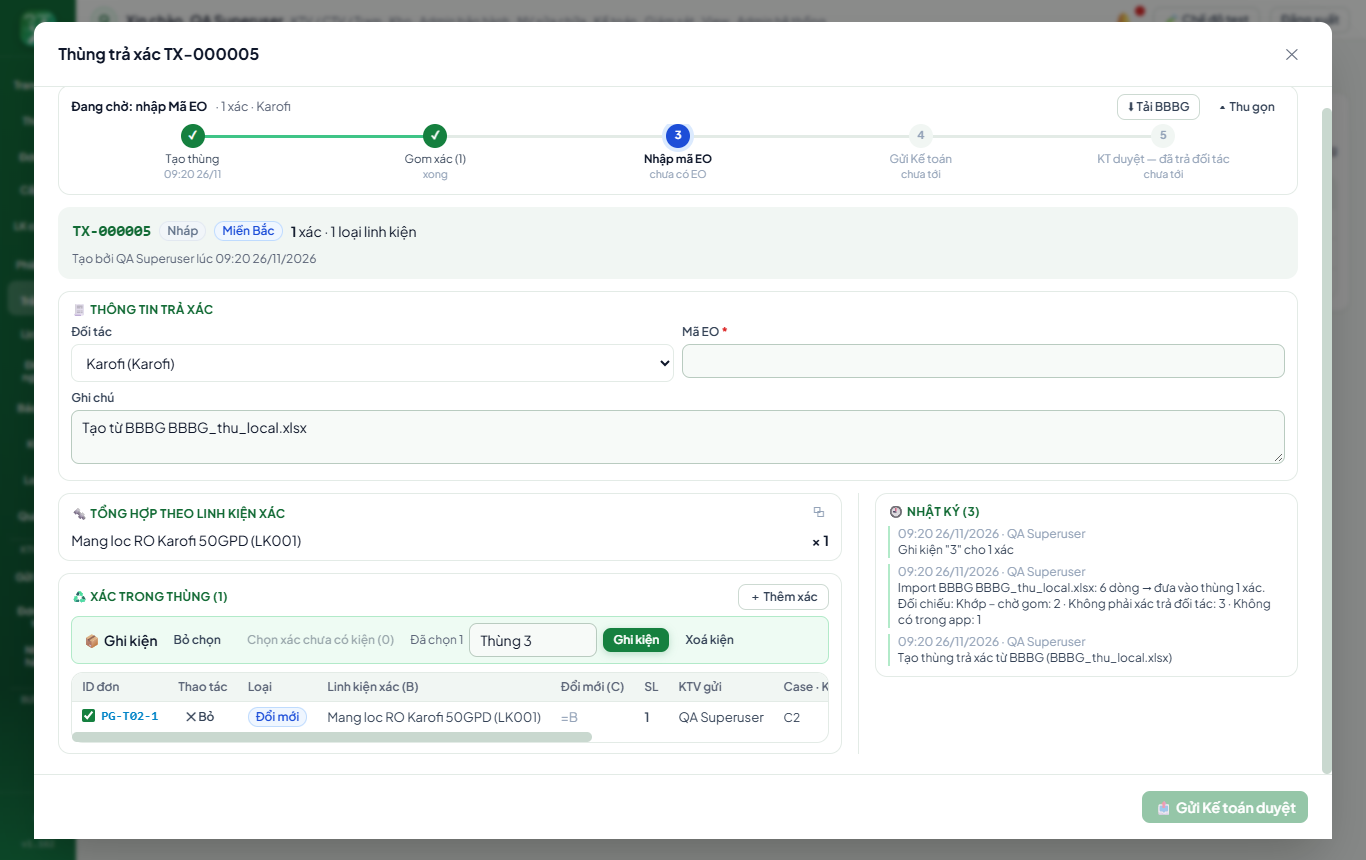 Thùng trả xác TX-000005
Đang chờ: nhập Mã EO · 1 xác · Karofi
⬇ Tải BBBG
Thu gọn
3 4 5
Tạo thùng Gom xác (1) Nhập mã EO Gửi Kế toán KT duyệt — đã trả đối tác
09:20 26/11 xong chưa có EO chưa tới chưa tới
TX-000005 Nháp Miền Bắc 1 xác · 1 loại linh kiện
Tạo bởi QA Superuser lúc 09:20 26/11/2026
THÔNG TIN TRẢ XÁC
Đối tác
Karofi (Karofi)
Mã EO *
Ghi chú
Tạo từ BBBG BBBG_thu_local.xlsx
TỔNG HỢP THEO LINH KIỆN XÁC
Mang loc RO Karofi 50GPD (LK001) × 1
XÁC TRONG THÙNG (1)
+ Thêm xác
Ghi kiện Bỏ chọn Chọn xác chưa có kiện (0) Đã chọn 1 Thùng 3 Ghi kiện Xoá kiện
ID đơn Thao tác Loại Linh kiện xác (B) Đổi mới (C) SL KTV gửi Case · K
PG-T02-1 Bỏ Đổi mới Mang loc RO Karofi 50GPD (LK001) =B 1 QA Superuser C2
NHẬT KÝ (3)
09:20 26/11/2026 · QA Superuser
Ghi kiện "3" cho 1 xác
09:20 26/11/2026 · QA Superuser
Import BBBG BBBG_thu_local.xlsx: 6 dòng → đưa vào thùng 1 xác.
Đối chiếu: Khớp – chờ gom: 2 · Không phải xác trả đối tác: 3 · Không
có trong app: 1
09:20 26/11/2026 · QA Superuser
Tạo thùng trả xác từ BBBG (BBBG_thu_local.xlsx)
Gửi Kế toán duyệt